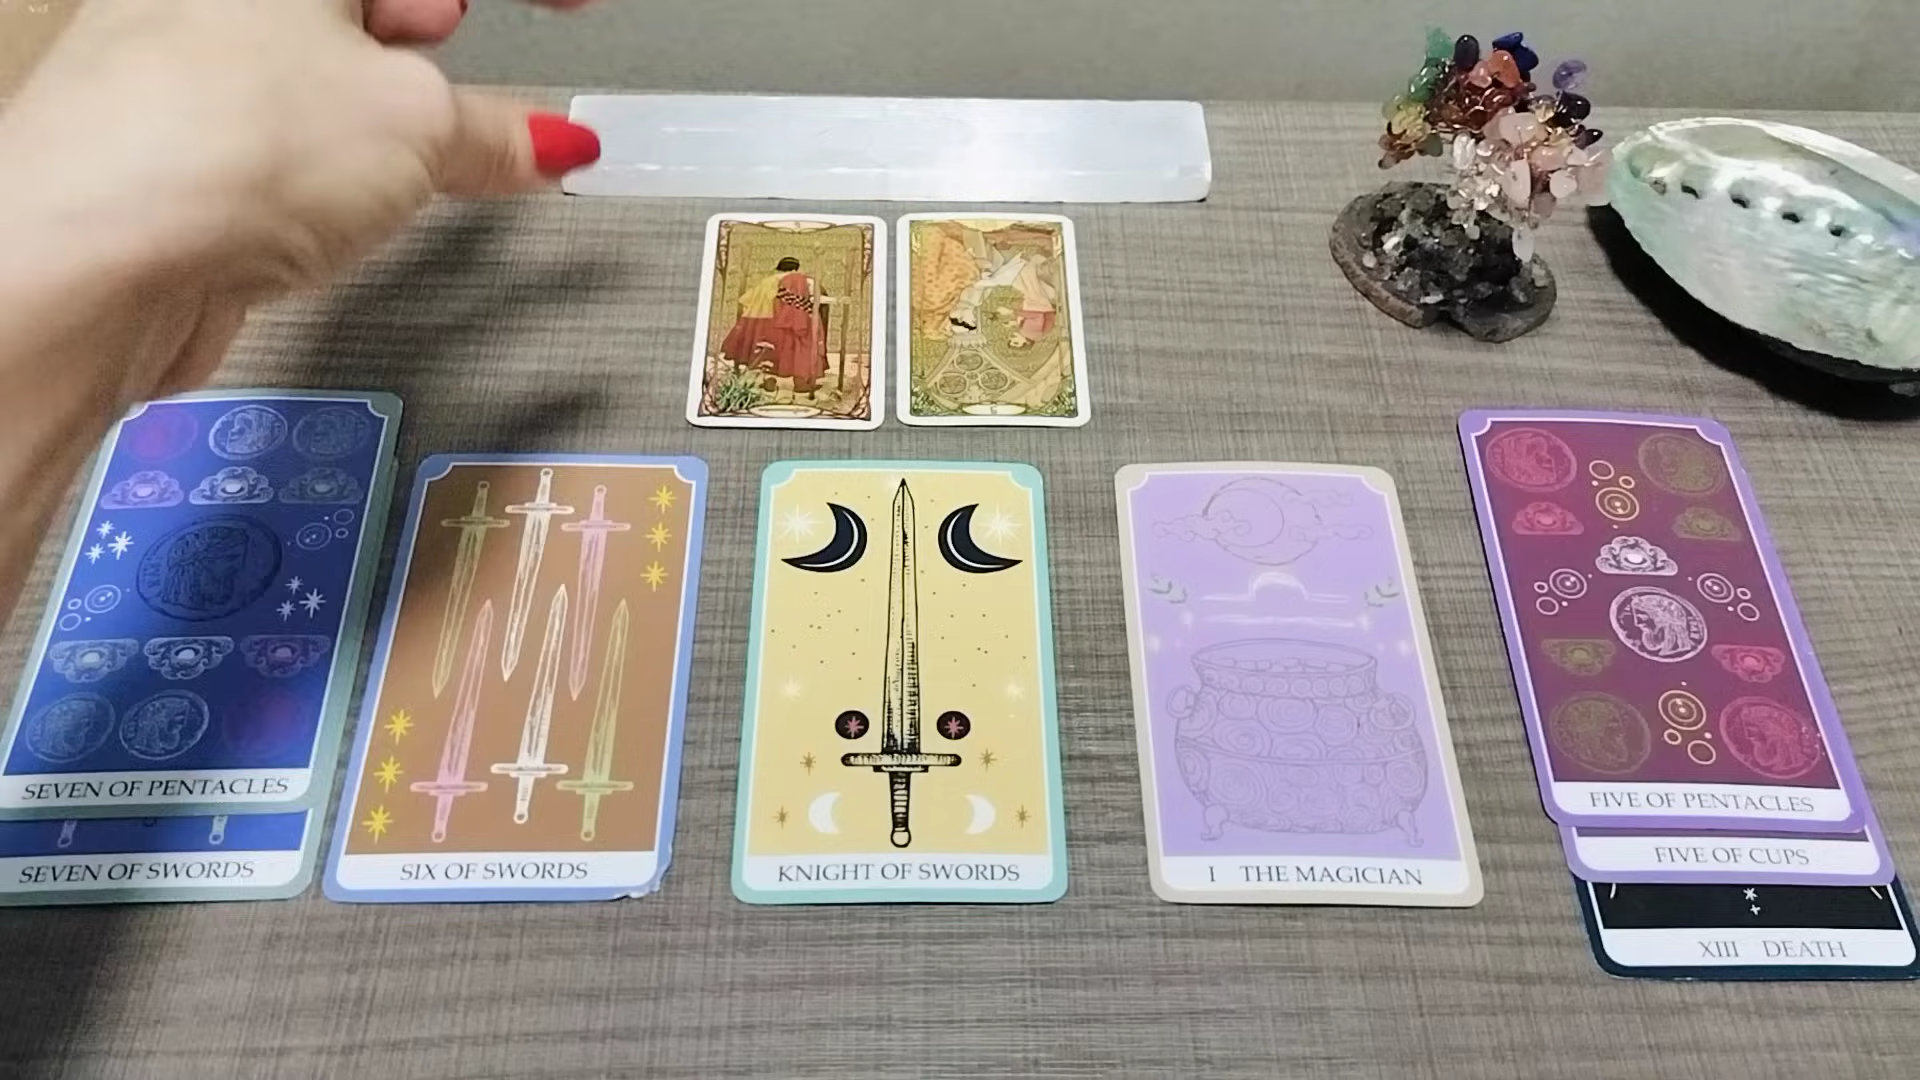 SEVEN OF PENTACLES
SEVEN OF SWORDS
SIX OF SWORDS
KNIGHT OF SWORDS
I THE MAGICIAN
FIVE OF PENTACLES
FIVE OF CUPS
XIII DEATH